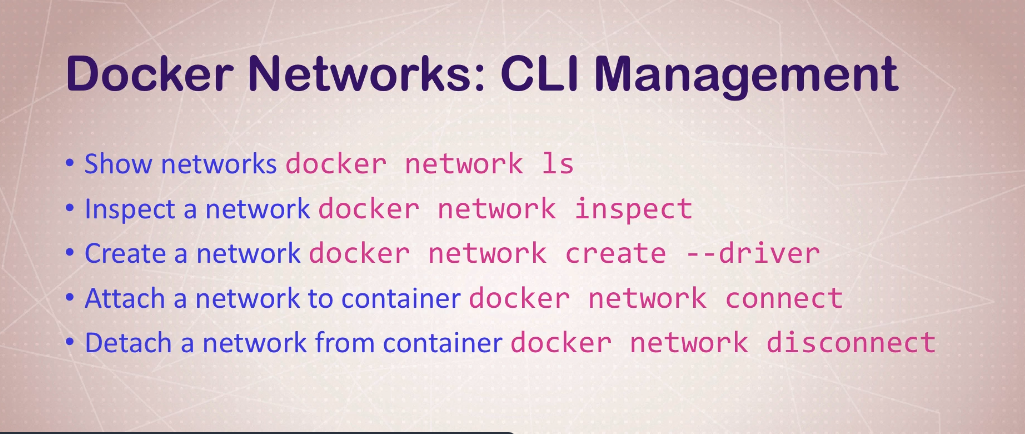 Docker Networks: CLI Management
• Show networks docker network ls
• Inspect a network docker network inspect
• Create a network docker network create --driver
• Attach a network to container docker network connect
• Detach a network from container docker network disconnect